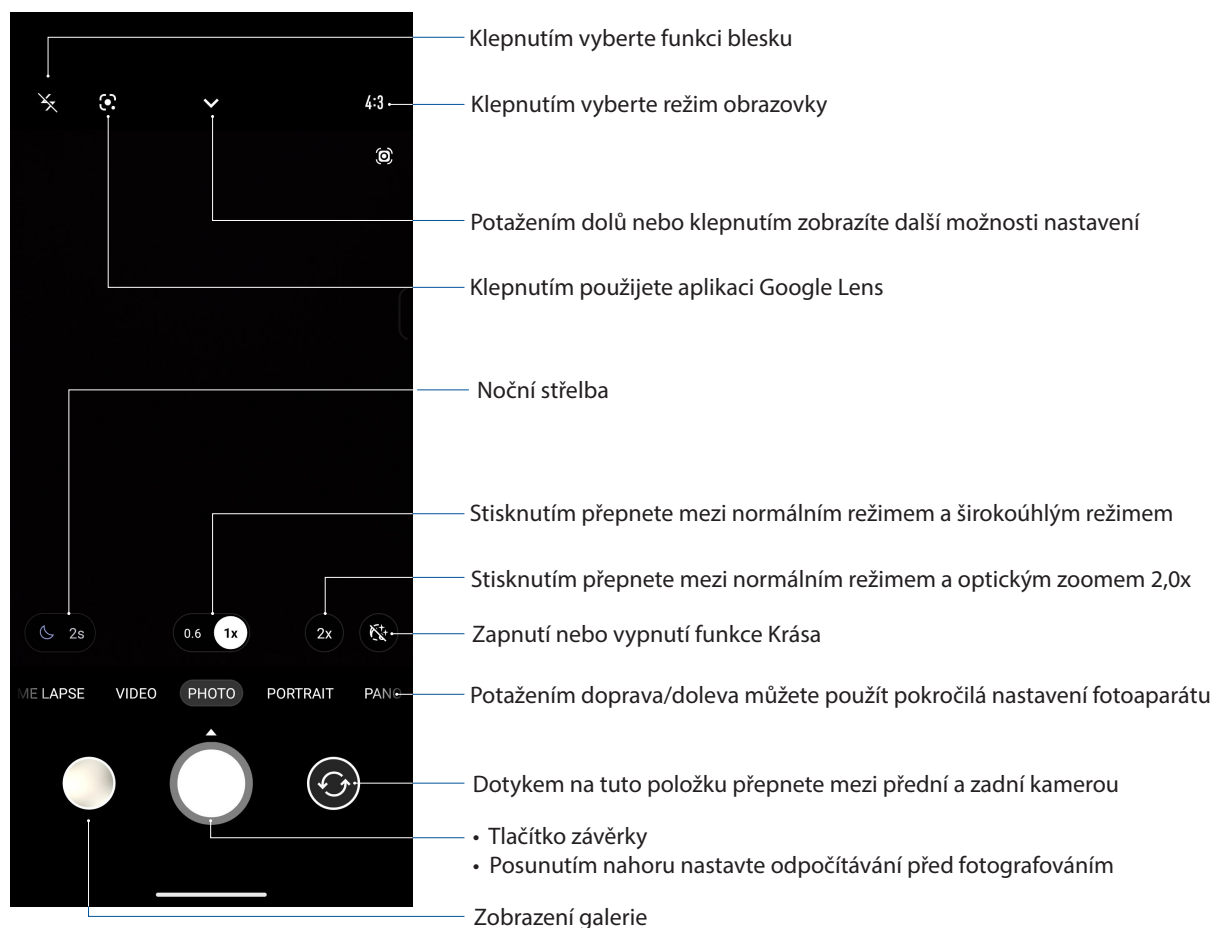 Klepnutím vyberte funkci blesku
4:3
Klepnutím vyberte režim obrazovky
Potažením dolů nebo klepnutím zobrazíte další možnosti nastavení
Klepnutím použijete aplikaci Google Lens
Noční střelba
Stisknutím přepnete mezi normálním režimem a širokoúhlým režimem
Stisknutím přepnete mezi normálním režimem a optickým zoomem 2,0x
2s 0.6 1x 2x
Zapnutí nebo vypnutí funkce Krása
ME LAPSE VIDEO PHOTO PORTRAIT PANO
Potažením doprava/doleva můžete použít pokročilá nastavení fotoaparátu
Dotykem na tuto položku přepnete mezi přední a zadní kamerou
• Tlačítko závěrky
• Posunutím nahoru nastavte odpočítávání před fotografováním
Zobrazení galerie